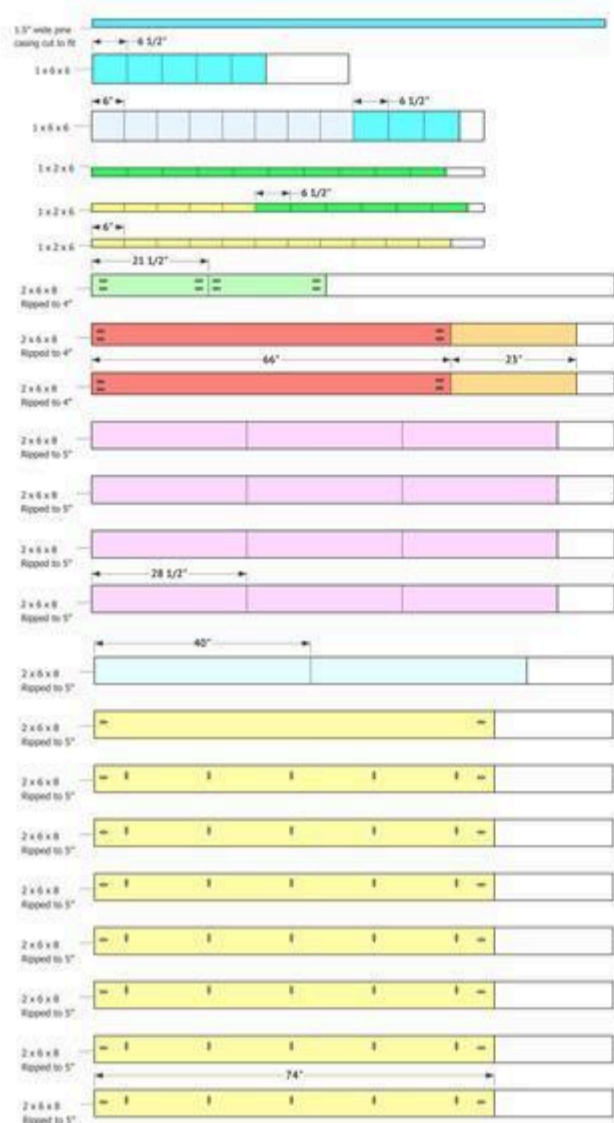 1.5" wide pine
casing cut to fit
6 1/2"
1 x 6 x 6
6"
6 1/2"
1 x 6 x 6
1 x 2 x 6
6 1/2"
1 x 2 x 6
6"
1 x 2 x 6
21 1/2"
2 x 6 x 8
Ripped to 4"
2 x 6 x 8
Ripped to 4"
66"
23"
2 x 6 x 8
Ripped to 4"
2 x 6 x 8
Ripped to 5"
2 x 6 x 8
Ripped to 5"
2 x 6 x 8
Ripped to 5"
28 1/2"
2 x 6 x 8
Ripped to 5"
40"
2 x 6 x 8
Ripped to 5"
2 x 6 x 8
Ripped to 5"
2 x 6 x 8
Ripped to 5"
2 x 6 x 8
Ripped to 5"
2 x 6 x 8
Ripped to 5"
2 x 6 x 8
Ripped to 5"
2 x 6 x 8
Ripped to 5"
2 x 6 x 8
Ripped to 5"
74"
2 x 6 x 8
Ripped to 5"